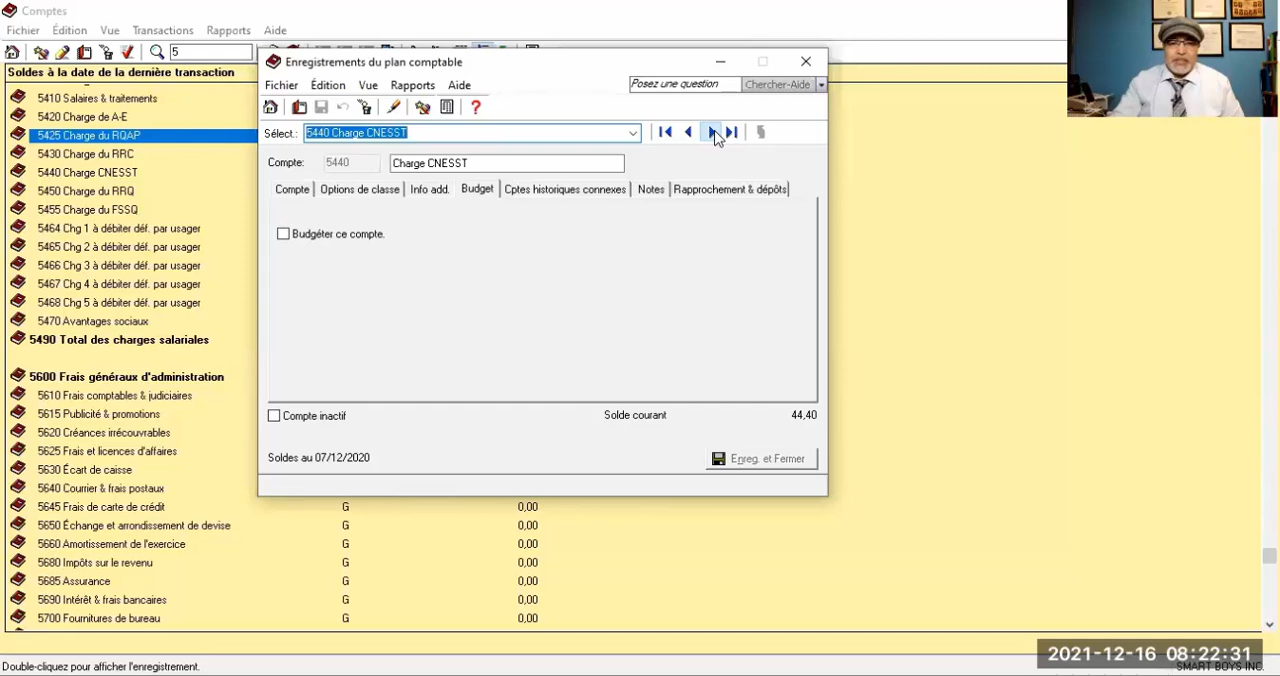 Comptes
Fichier Édition Vue Transactions Rapports Aide
5
Soldes à la date de la dernière transaction
5410 Salaires & traitements
5420 Charge de A-E
5425 Charge du RQAP
5430 Charge du RRC
5440 Charge CNESST
5450 Charge du RRQ
5455 Charge du FSSQ
5464 Chg 1 à débiter déf. par usager
5465 Chg 2 à débiter déf. par usager
5466 Chg 3 à débiter déf. par usager
5467 Chg 4 à débiter déf. par usager
5468 Chg 5 à débiter déf. par usager
5470 Avantages sociaux
5490 Total des charges salariales
5600 Frais généraux d'administration
5610 Frais comptables & judiciaires
5615 Publicité & promotions
5620 Créances irrécouvrables
5625 Frais et licences d'affaires
5630 Écart de caisse
5640 Courrier & frais postaux
5645 Frais de carte de crédit G 0,00
5650 Échange et arrondissement de devise G 0,00
5660 Amortissement de l'exercice G 0,00
5680 Impôts sur le revenu G 0,00
5685 Assurance G 0,00
5690 Intérêt & frais bancaires G 0,00
5700 Fournitures de bureau G 0,00
Double-cliquez pour afficher l'enregistrement.
Enregistrements du plan comptable
Fichier Édition Vue Rapports Aide
Posez une question Chercher-Aide
Sélect.: 5440 Charge CNESST
Compte: 5440 Charge CNESST
Compte Options de classe Info add. Budget Cptes historiques connexes Notes Rapprochement & dépôts
Budgéter ce compte.
Compte inactif Solde courant 44,40
Soldes au 07/12/2020 Enreg. et Fermer
2021-12-16 08:22:31
SMART BOYS INC.